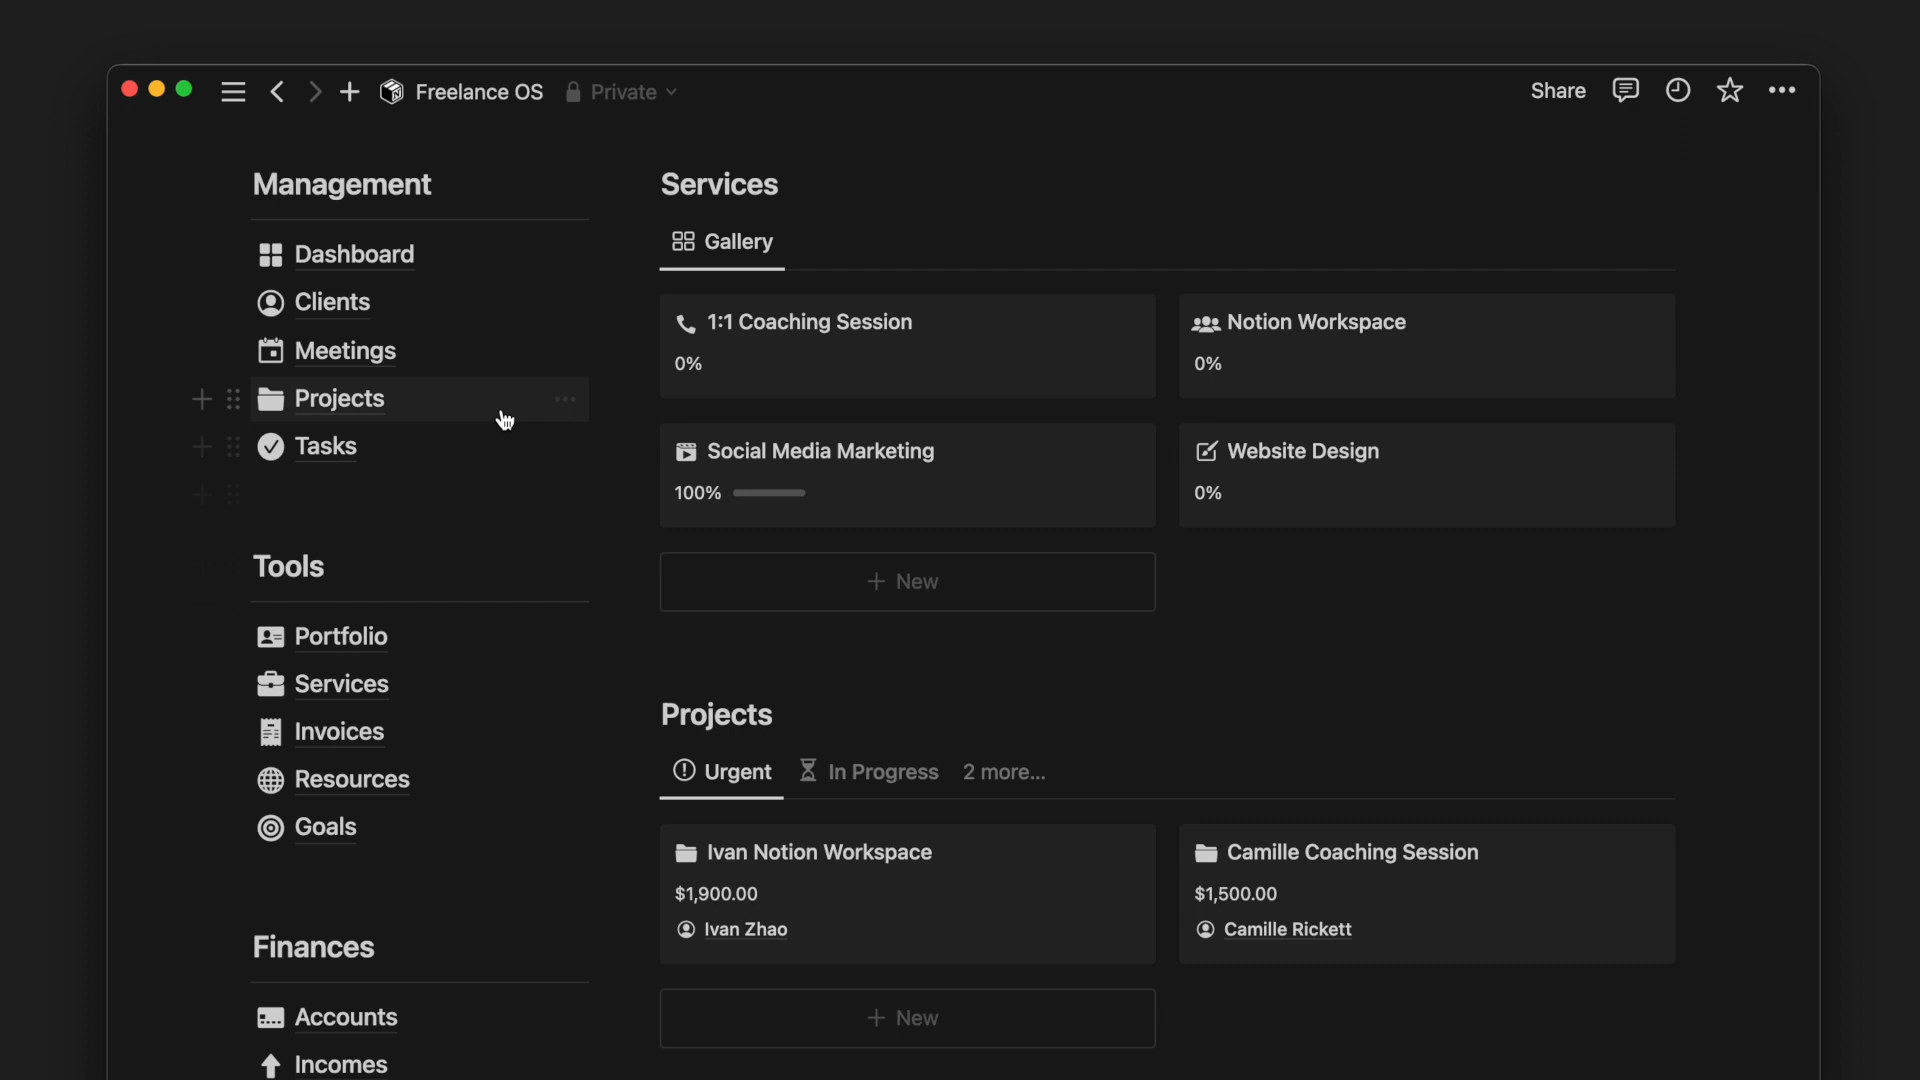 Freelance OS Private
Share
Management
Dashboard
Clients
Meetings
Projects
Tasks
Tools
Portfolio
Services
Invoices
Resources
Goals
Finances
Accounts
Incomes
Services
Gallery
1:1 Coaching Session
0%
Notion Workspace
0%
Social Media Marketing
100%
Website Design
0%
+ New
Projects
Urgent In Progress 2 more...
Ivan Notion Workspace
$1,900.00
Ivan Zhao
Camille Coaching Session
$1,500.00
Camille Rickett
+ New